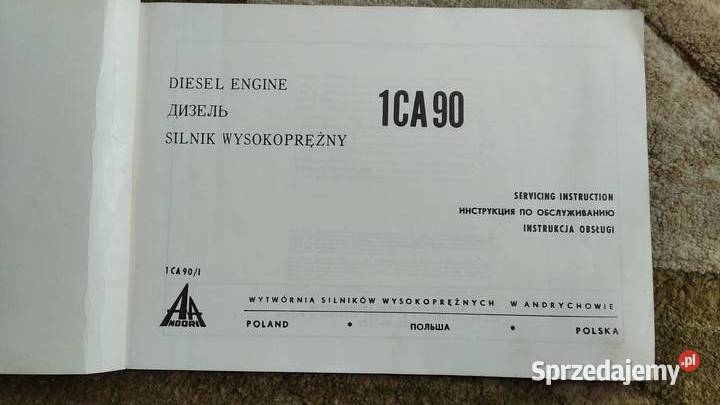 DIESEL ENGINE
ДИЗЕЛЬ
SILNIK WYSOKOPRĘŻNY
1CA90
SERVICING INSTRUCTION
ИНСТРУКЦИЯ ПО ОБСЛУЖИВАНИЮ
INSTRUKCJA OBSŁUGI
1CA90/I
ANDORIA
WYTWÓRNIA SILNIKÓW WYSOKOPRĘŻNYCH W ANDRYCHOWIE
POLAND • ПОЛЬША • POLSKA
Sprzedajemy.pl